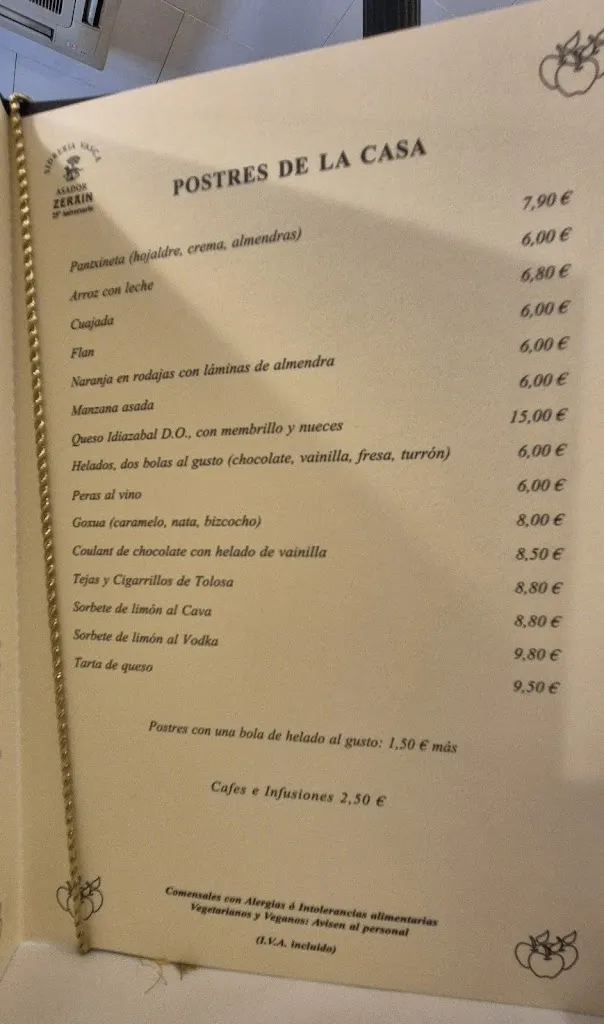 SIDRERIA VASCA
ASADOR
ZERRIN
25º Aniversario
POSTRES DE LA CASA
Pantxineta (hojaldre, crema, almendras) 7,90 €
Arroz con leche 6,00 €
Cuajada 6,80 €
Flan 6,00 €
Naranja en rodajas con láminas de almendra 6,00 €
Manzana asada 6,00 €
Queso Idiazabal D.O., con membrillo y nueces 15,00 €
Helados, dos bolas al gusto (chocolate, vainilla, fresa, turrón) 6,00 €
Peras al vino 6,00 €
Goxua (caramelo, nata, bizcocho) 8,00 €
Coulant de chocolate con helado de vainilla 8,50 €
Tejas y Cigarrillos de Tolosa 8,80 €
Sorbete de limón al Cava 8,80 €
Sorbete de limón al Vodka 9,80 €
Tarta de queso 9,50 €
Postres con una bola de helado al gusto: 1,50 € más
Cafes e Infusiones 2,50 €
Comensales con Alergias ó Intolerancias alimentarias
Vegetarianos y Veganos: Avisen al personal
(I.V.A. incluido)